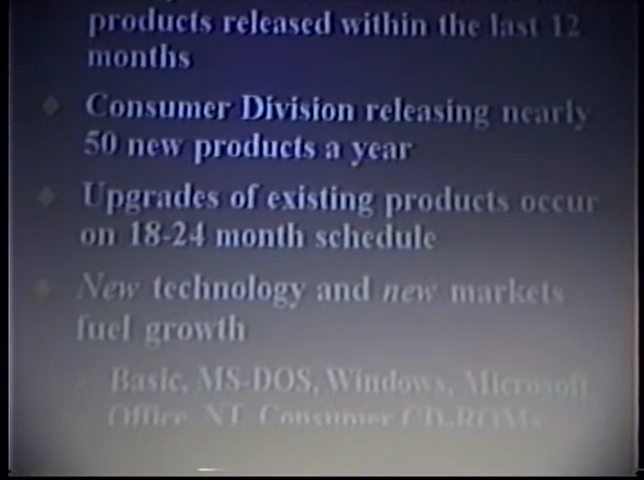 products released within the last 12
months
Consumer Division releasing nearly
50 new products a year
Upgrades of existing products occur
on 18-24 month schedule
New technology and new markets
fuel growth
Basic, MS-DOS, Windows, Microsoft
Office, NT, Consumer CD-ROMs